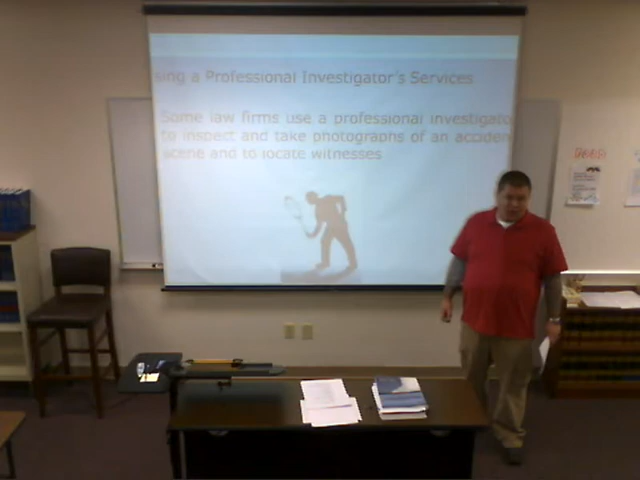 sing a Professional Investigator's Services
Some law firms use a professional investigato
to inspect and take photographs of an acciden
scene and to locate witnesses